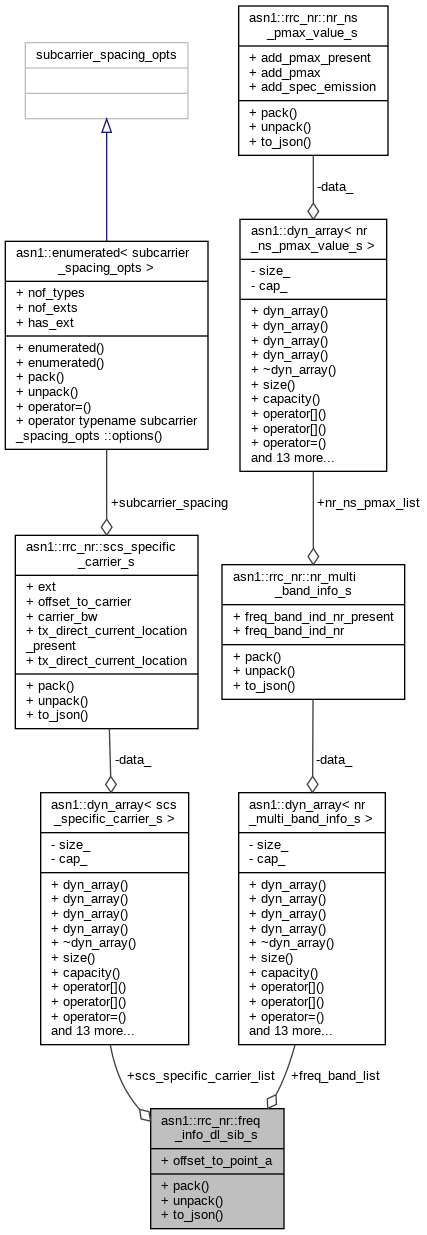 asn1::rrc_nr::nr_ns
_pmax_value_s
+ add_pmax_present
+ add_pmax
+ add_spec_emission
+ pack()
+ unpack()
+ to_json()
subcarrier_spacing_opts
-data_
asn1::dyn_array< nr
_ns_pmax_value_s >
- size_
- cap_
+ dyn_array()
+ dyn_array()
+ dyn_array()
+ dyn_array()
+ ~dyn_array()
+ size()
+ capacity()
+ operator[]()
+ operator[]()
+ operator=()
and 13 more...
asn1::enumerated< subcarrier
_spacing_opts >
+ nof_types
+ nof_exts
+ has_ext
+ enumerated()
+ enumerated()
+ pack()
+ unpack()
+ operator=()
+ operator typename subcarrier
_spacing_opts ::options()
+subcarrier_spacing
+nr_ns_pmax_list
asn1::rrc_nr::scs_specific
_carrier_s
+ ext
+ offset_to_carrier
+ carrier_bw
+ tx_direct_current_location
_present
+ tx_direct_current_location
+ pack()
+ unpack()
+ to_json()
asn1::rrc_nr::nr_multi
_band_info_s
+ freq_band_ind_nr_present
+ freq_band_ind_nr
+ pack()
+ unpack()
+ to_json()
-data_
-data_
asn1::dyn_array< scs
_specific_carrier_s >
- size_
- cap_
+ dyn_array()
+ dyn_array()
+ dyn_array()
+ dyn_array()
+ ~dyn_array()
+ size()
+ capacity()
+ operator[]()
+ operator[]()
+ operator=()
and 13 more...
asn1::dyn_array< nr
_multi_band_info_s >
- size_
- cap_
+ dyn_array()
+ dyn_array()
+ dyn_array()
+ dyn_array()
+ ~dyn_array()
+ size()
+ capacity()
+ operator[]()
+ operator[]()
+ operator=()
and 13 more...
+scs_specific_carrier_list
+freq_band_list
asn1::rrc_nr::freq
_info_dl_sib_s
+ offset_to_point_a
+ pack()
+ unpack()
+ to_json()